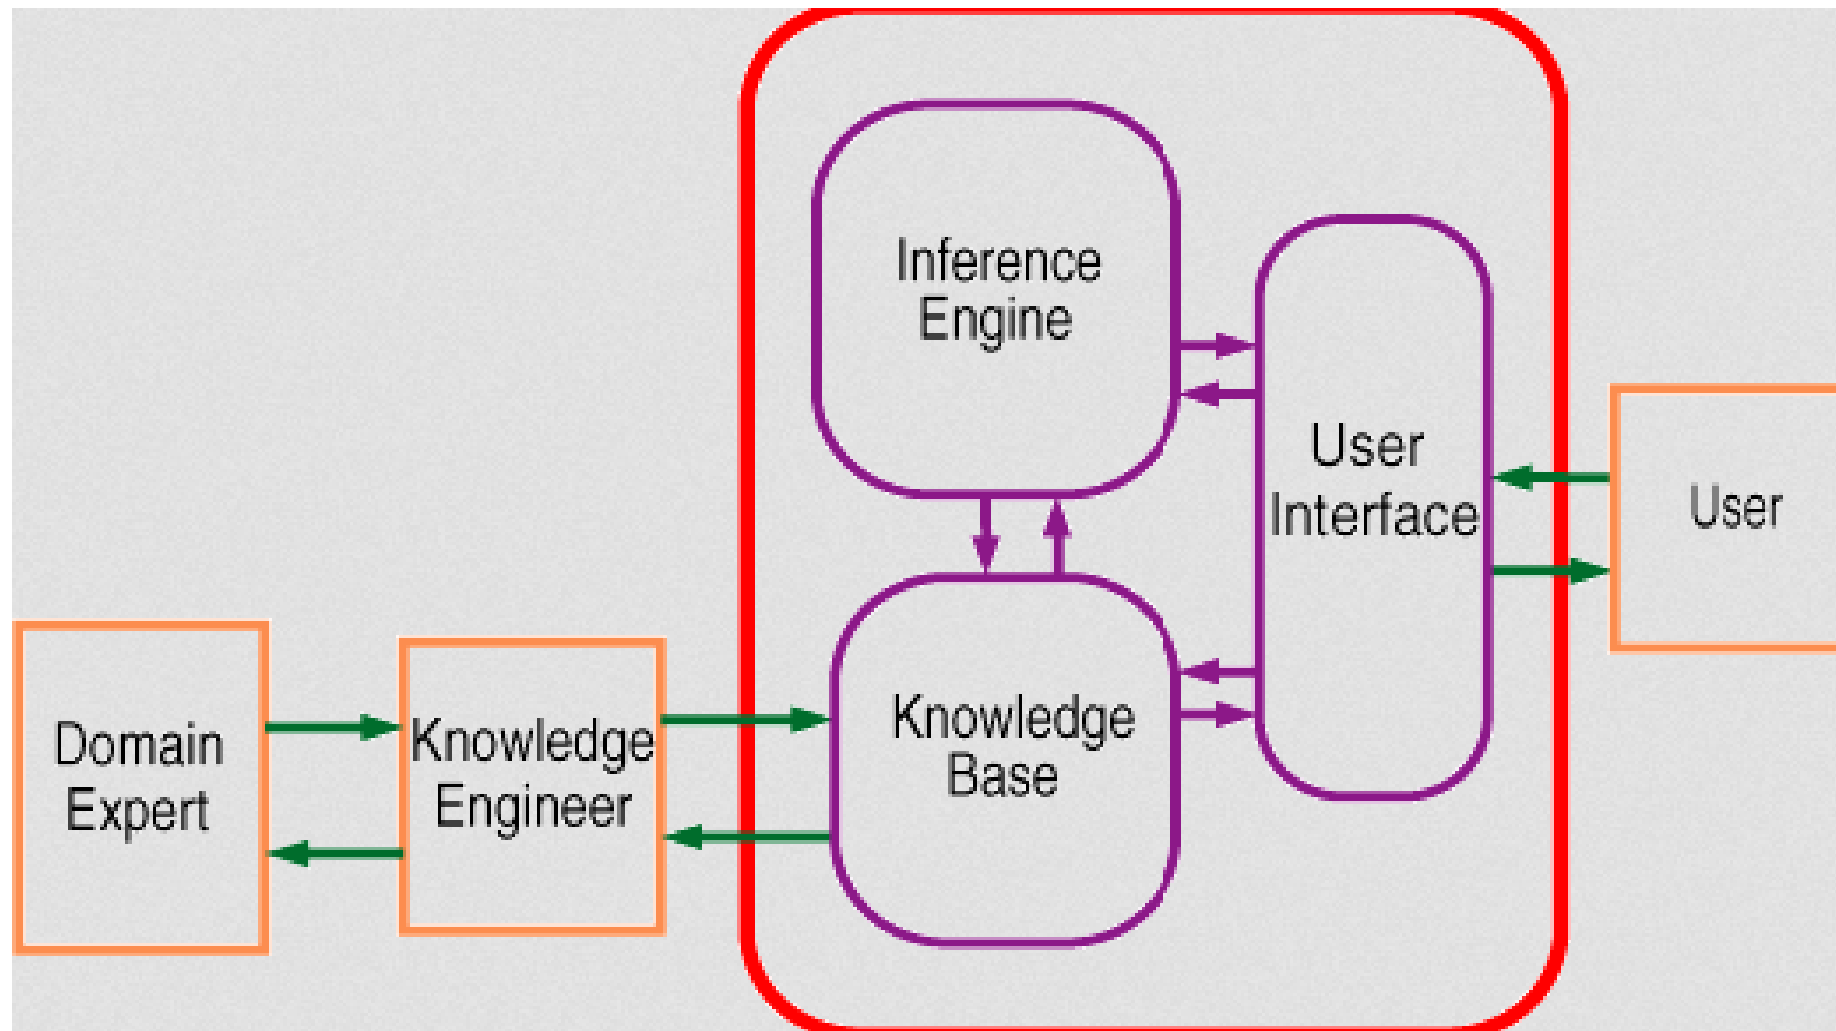 Inference
Engine
User
Interface
User
Domain
Expert
Knowledge
Engineer
Knowledge
Base